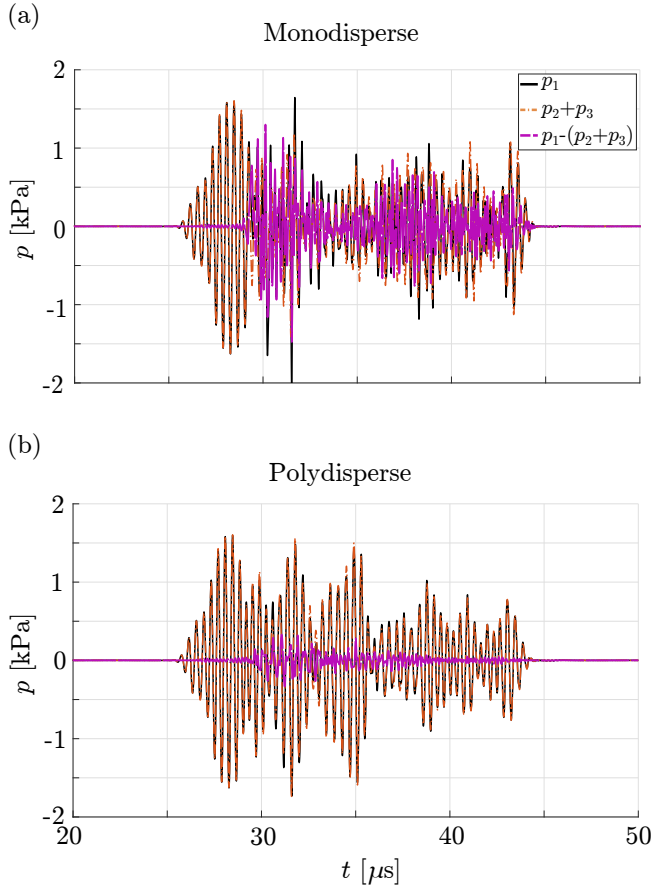 (a)
Monodisperse
2
1
0
-1
-2
p [kPa]
p₁
p₂+p₃
p₁-(p₂+p₃)
(b)
Polydisperse
2
1
0
-1
-2
p [kPa]
20
30
40
50
t [μs]